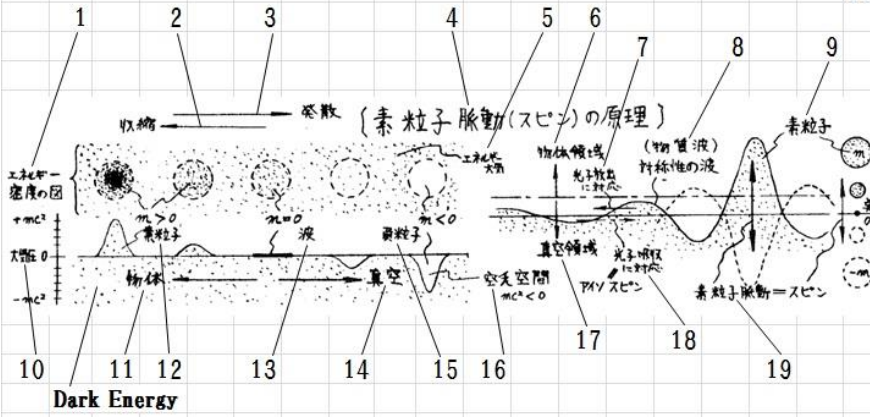 1 2 3 4 5 6 7 8 9
発散
収縮
{素粒子脈動(スピン)の原理}
エネルギー
密度の図
エネルギー
大気
物体領域
光子放出
に対応
(物質波)
対称性の波
素粒子
-m
m>0
m=0
m<0
+mc²
大気圧 0
-mc²
素粒子
波
負粒子
物体
真空
空孔空間
mc²<0
真空領域
光子吸収
に対応
アイソスピン
素粒子脈動=スピン
-m
10 11 12 13 14 15 16 17 18 19
Dark Energy